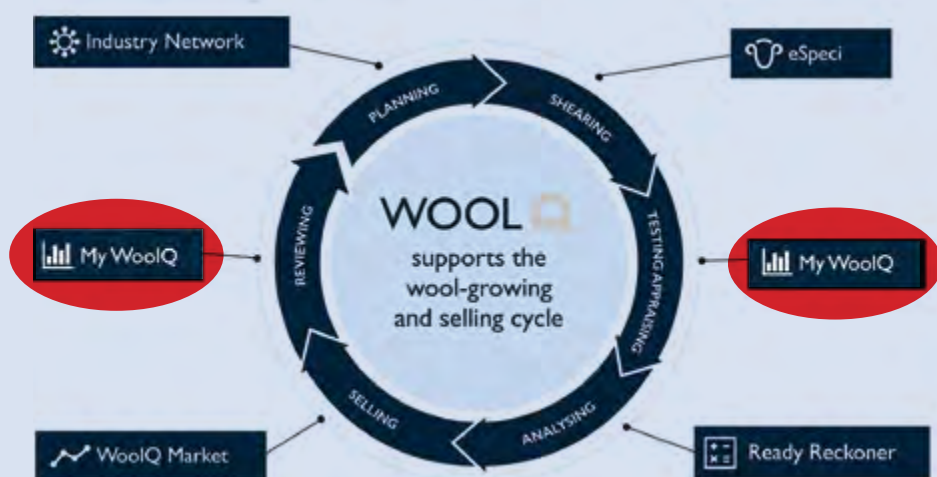 Industry Network
eSpeci
PLANNING
SHEARING
TESTING/APPRAISING
ANALYSING
SELLING
REVIEWING
WOOL Q
supports the
wool-growing
and selling cycle
My WoolQ
My WoolQ
WoolQ Market
Ready Reckoner